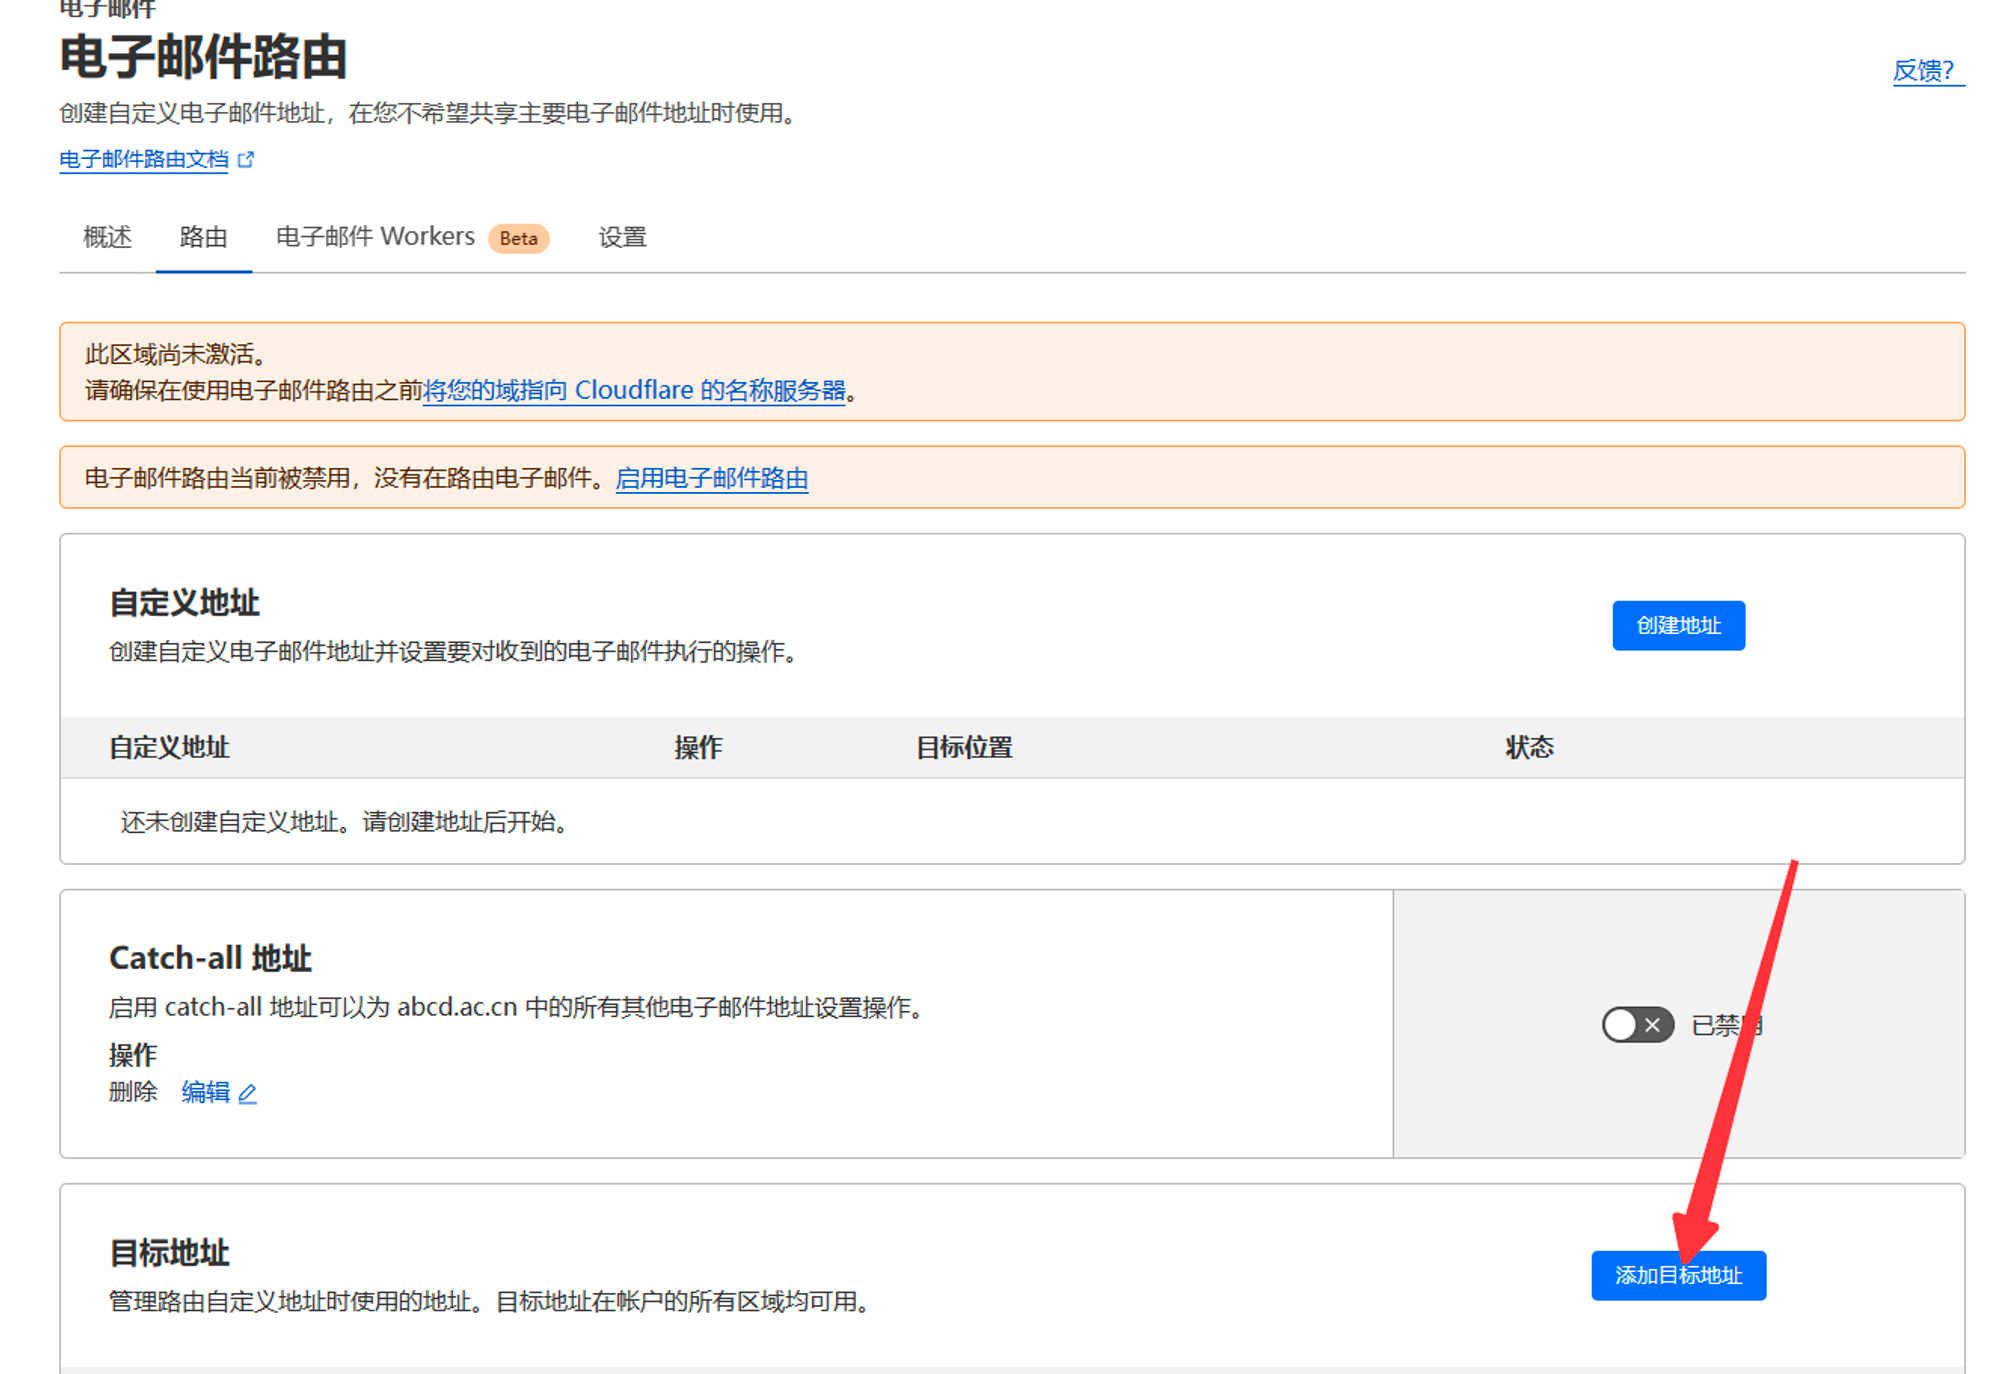 电子邮件
电子邮件路由
反馈?
创建自定义电子邮件地址，在您不希望共享主要电子邮件地址时使用。
电子邮件路由文档
概述 路由 电子邮件 Workers Beta 设置
此区域尚未激活。
请确保在使用电子邮件路由之前将您的域指向 Cloudflare 的名称服务器。
电子邮件路由当前被禁用，没有在路由电子邮件。启用电子邮件路由
自定义地址
创建地址
创建自定义电子邮件地址并设置要对收到的电子邮件执行的操作。
自定义地址 操作 目标位置 状态
还未创建自定义地址。请创建地址后开始。
Catch-all 地址
启用 catch-all 地址可以为 abcd.ac.cn 中的所有其他电子邮件地址设置操作。
已禁用
操作
删除 编辑
目标地址
添加目标地址
管理路由自定义地址时使用的地址。目标地址在帐户的所有区域均可用。